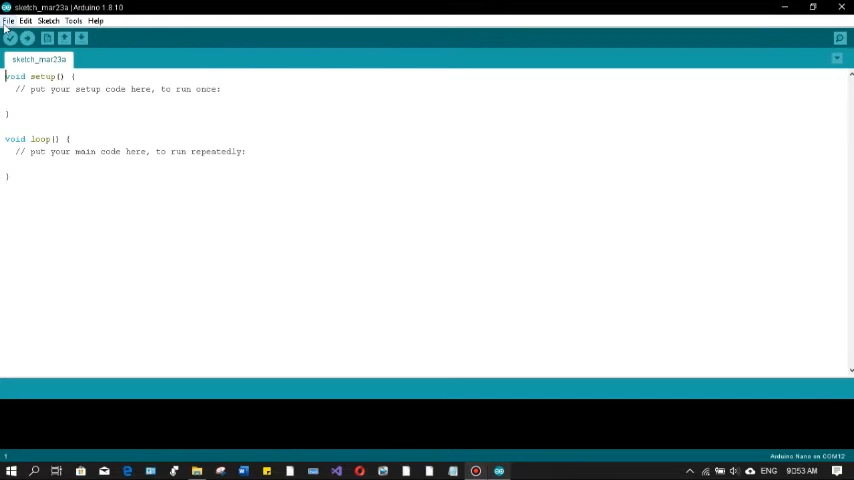 sketch_mar23a | Arduino 1.8.10
File Edit Sketch Tools Help
sketch_mar23a
void setup() {
// put your setup code here, to run once:
}
void loop() {
// put your main code here, to run repeatedly:
}
1
Arduino Nano on COM12
ENG
9:53 AM